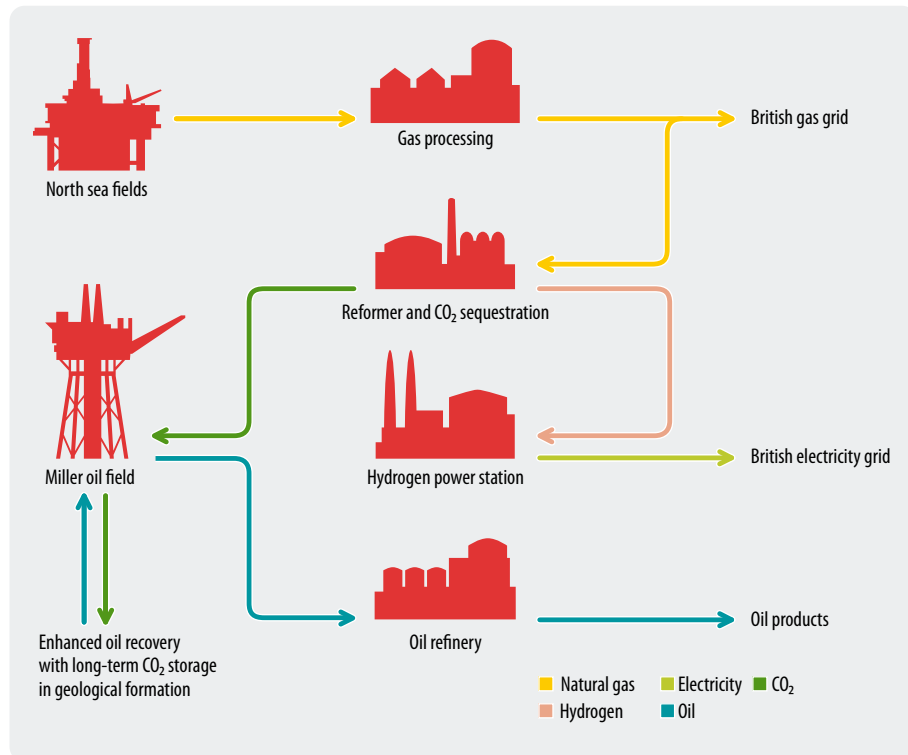 North sea fields
Gas processing
British gas grid
Reformer and CO₂ sequestration
Miller oil field
Hydrogen power station
British electricity grid
Enhanced oil recovery
with long-term CO₂ storage
in geological formation
Oil refinery
Oil products
Natural gas
Electricity
CO₂
Hydrogen
Oil